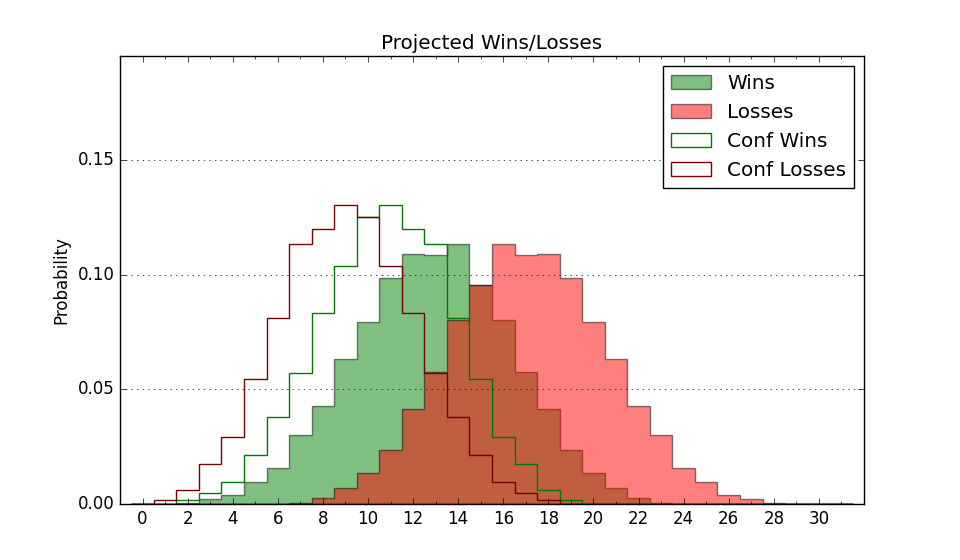 Projected Wins/Losses
Wins
Losses
Conf Wins
Conf Losses
Probability
0.15
0.10
0.05
0.00
0 2 4 6 8 10 12 14 16 18 20 22 24 26 28 30